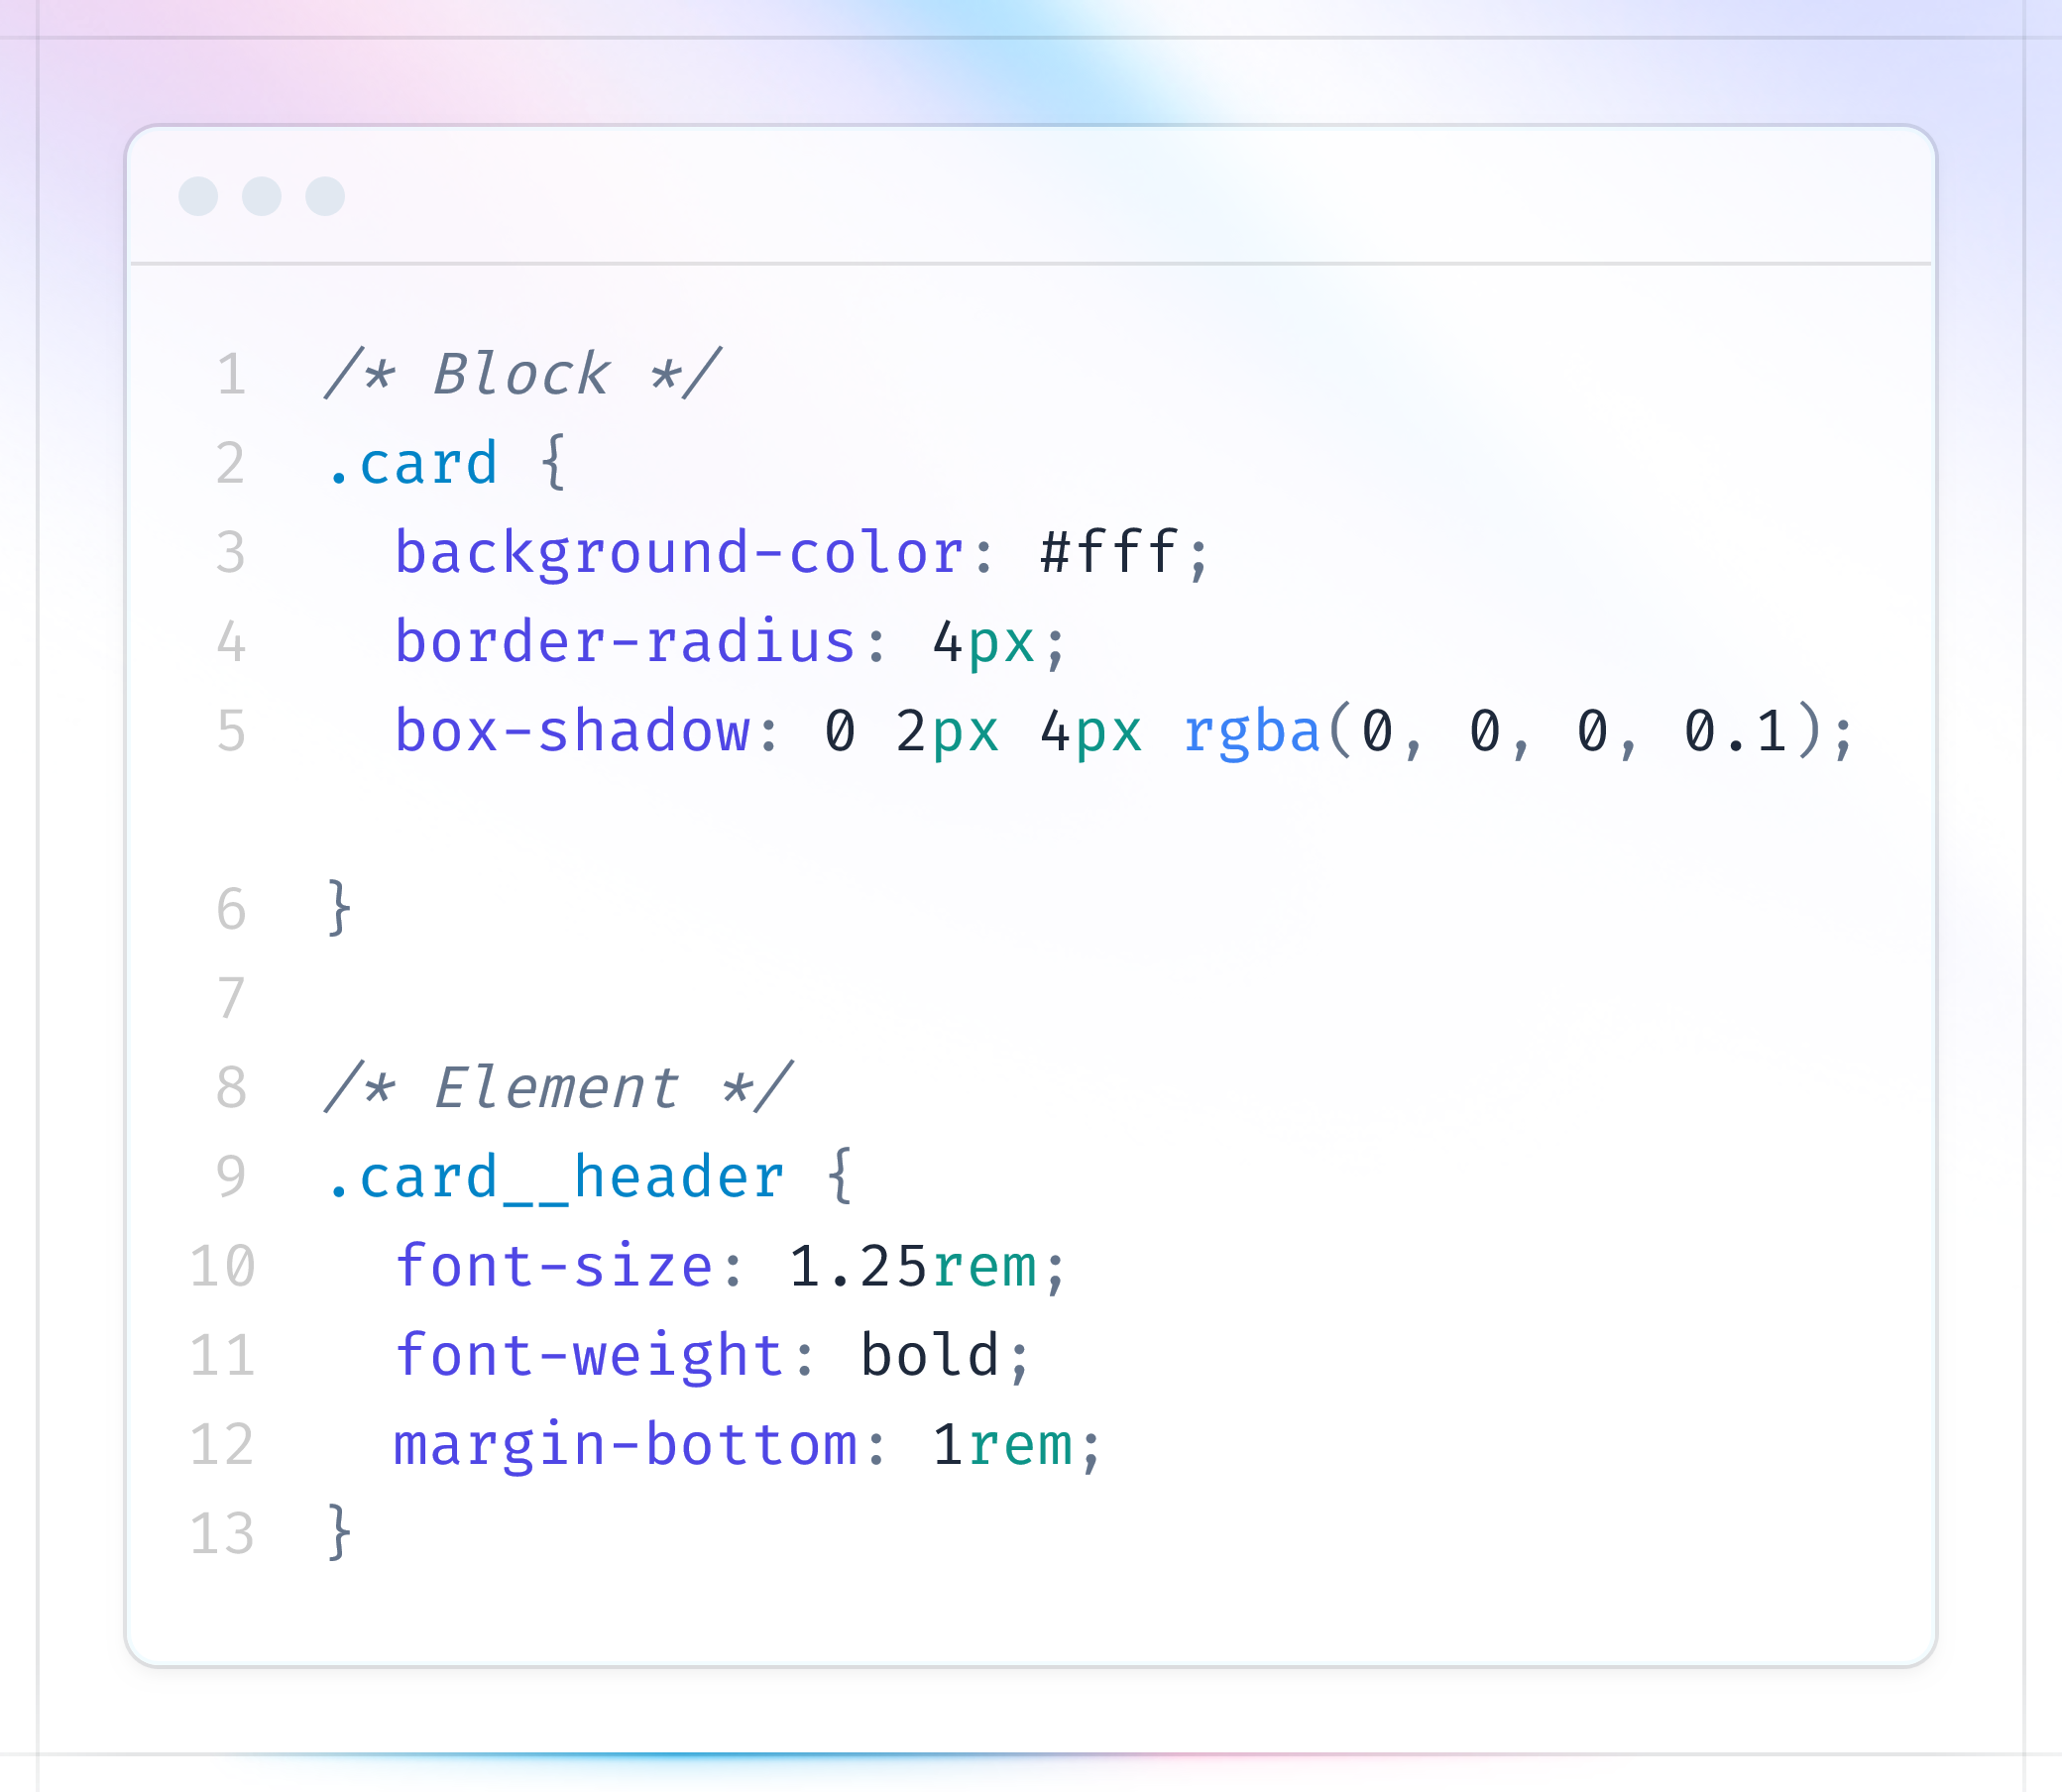 1 /* Block */
2 .card {
3   background-color: #fff;
4   border-radius: 4px;
5   box-shadow: 0 2px 4px rgba(0, 0, 0, 0.1);
6 }
7
8 /* Element */
9 .card__header {
10   font-size: 1.25rem;
11   font-weight: bold;
12   margin-bottom: 1rem;
13 }